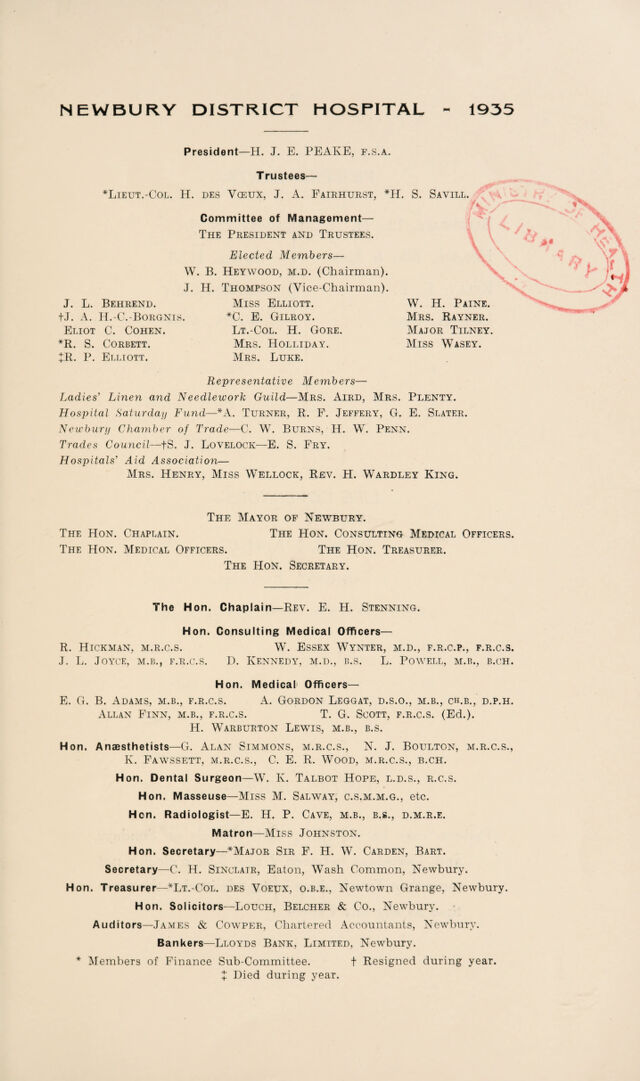 NEWBURY DISTRICT HOSPITAL - 1935
President—H. J. E. PEAKE, F.S.A.
Trustees—
*Lieut.-Col. H. des Vœux, J. A. Fairhurst, *H. S. Savill.
MINISTRY OF HEALTH
LIBRARY
Committee of Management—
The President and Trustees.
Elected Members—
W. B. Heywood, M.D. (Chairman).
J. H. Thompson (Vice-Chairman).
J. L. Behrend. Miss Elliott. W. H. Paine.
†J. A. H.-C.-Borgnis. *C. E. Gilroy. Mrs. Rayner.
Eliot C. Cohen. Lt.-Col. H. Gore. Major Tilney.
*R. S. Corbett. Mrs. Holliday. Miss Wasey.
‡R. P. Elliott. Mrs. Luke.
Representative Members—
Ladies' Linen and Needlework Guild—Mrs. Aird, Mrs. Plenty.
Hospital Saturday Fund—*A. Turner, R. F. Jeffery, G. E. Slater.
Newbury Chamber of Trade—C. W. Burns, H. W. Penn.
Trades Council—†S. J. Lovelock—E. S. Fry.
Hospitals' Aid Association—
Mrs. Henry, Miss Wellock, Rev. H. Wardley King.
The Mayor of Newbury.
The Hon. Chaplain. The Hon. Consulting Medical Officers.
The Hon. Medical Officers. The Hon. Treasurer.
The Hon. Secretary.
The Hon. Chaplain—Rev. E. H. Stenning.
Hon. Consulting Medical Officers—
R. Hickman, M.R.C.S. W. Essex Wynter, M.D., F.R.C.P., F.R.C.S.
J. L. Joyce, M.B., F.R.C.S. D. Kennedy, M.D., B.S. L. Powell, M.B., B.CH.
Hon. Medical Officers—
E. G. B. Adams, M.B., F.R.C.S. A. Gordon Leggat, D.S.O., M.B., CH.B., D.P.H.
Allan Finn, M.B., F.R.C.S. T. G. Scott, F.R.C.S. (Ed.).
H. Warburton Lewis, M.B., B.S.
Hon. Anæsthetists—G. Alan Simmons, M.R.C.S., N. J. Boulton, M.R.C.S.,
K. Fawssett, M.R.C.S., C. E. R. Wood, M.R.C.S., B.CH.
Hon. Dental Surgeon—W. K. Talbot Hope, L.D.S., R.C.S.
Hon. Masseuse—Miss M. Salway, C.S.M.M.G., etc.
Hon. Radiologist—E. H. P. Cave, M.B., B.S., D.M.R.E.
Matron—Miss Johnston.
Hon. Secretary—*Major Sir F. H. W. Carden, Bart.
Secretary—C. H. Sinclair, Eaton, Wash Common, Newbury.
Hon. Treasurer—*Lt.-Col. des Voeux, O.B.E., Newtown Grange, Newbury.
Hon. Solicitors—Louch, Belcher & Co., Newbury.
Auditors—James & Cowper, Chartered Accountants, Newbury.
Bankers—Lloyds Bank, Limited, Newbury.
* Members of Finance Sub-Committee. † Resigned during year.
‡ Died during year.